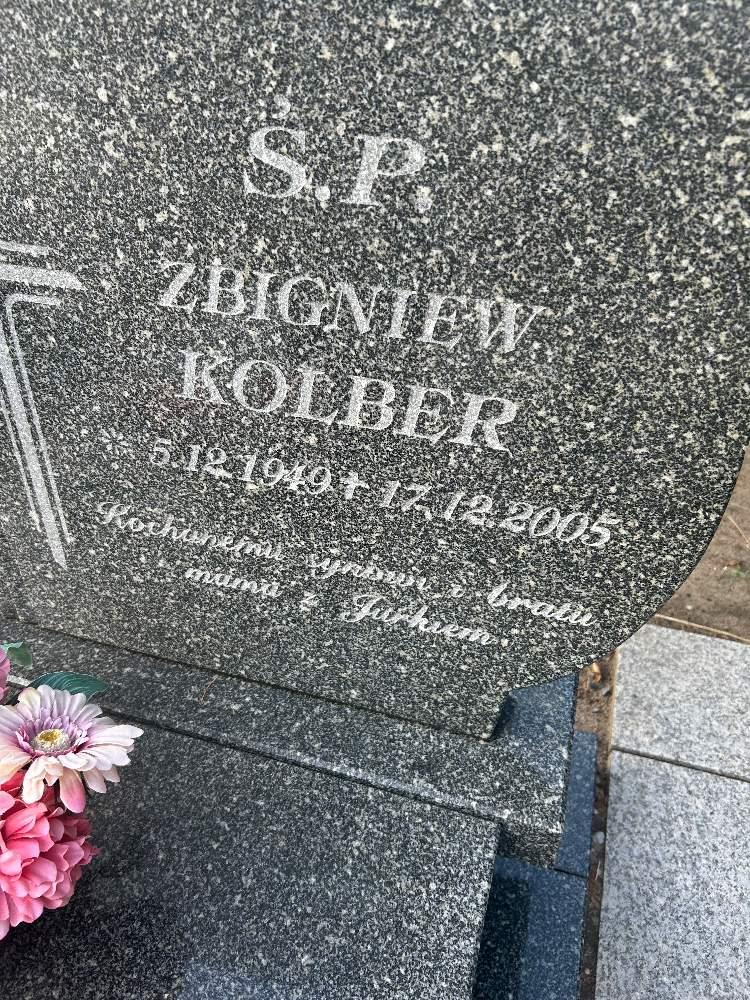 Ś.P.
ZBIGNIEW
KOLBER
* 5.12.1949 ✝ 17.12.2005
Kochanemu synowi i bratu
mama z Jurkiem